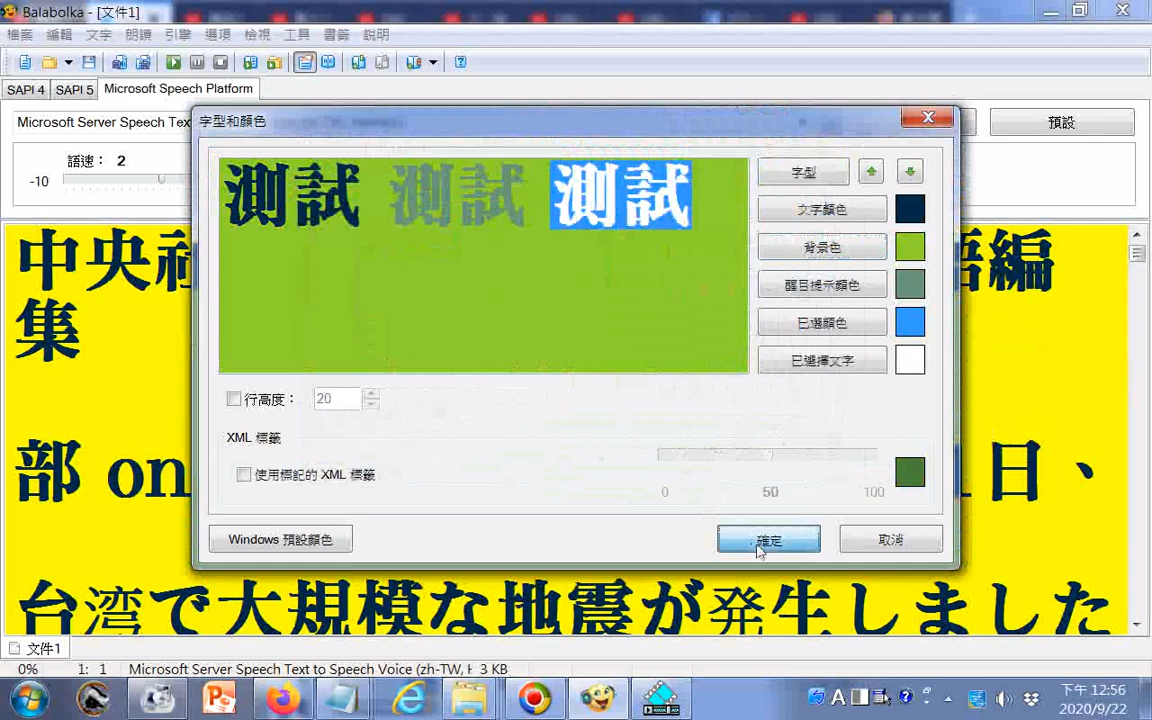 Balabolka - [文件1]
檔案 編輯 文字 朗讀 引擎 選項 檢視 工具 書籤 說明
SAPI 4 SAPI 5 Microsoft Speech Platform
Microsoft Server Speech Text
預設
語速： 2
-10
字型和顏色
測試 測試 測試
字型
文字顏色
背景色
醒目提示顏色
已選顏色
已選擇文字
行高度： 20
XML 標籤
使用標記的 XML 標籤
0 50 100
Windows 預設顏色
確定
取消
中央 編
集
部 on 日、
台湾で大規模な地震が発生しました
文件1
0% 1: 1 Microsoft Server Speech Text to Speech Voice (zh-TW, H 3 KB
下午 12:56
2020/9/22